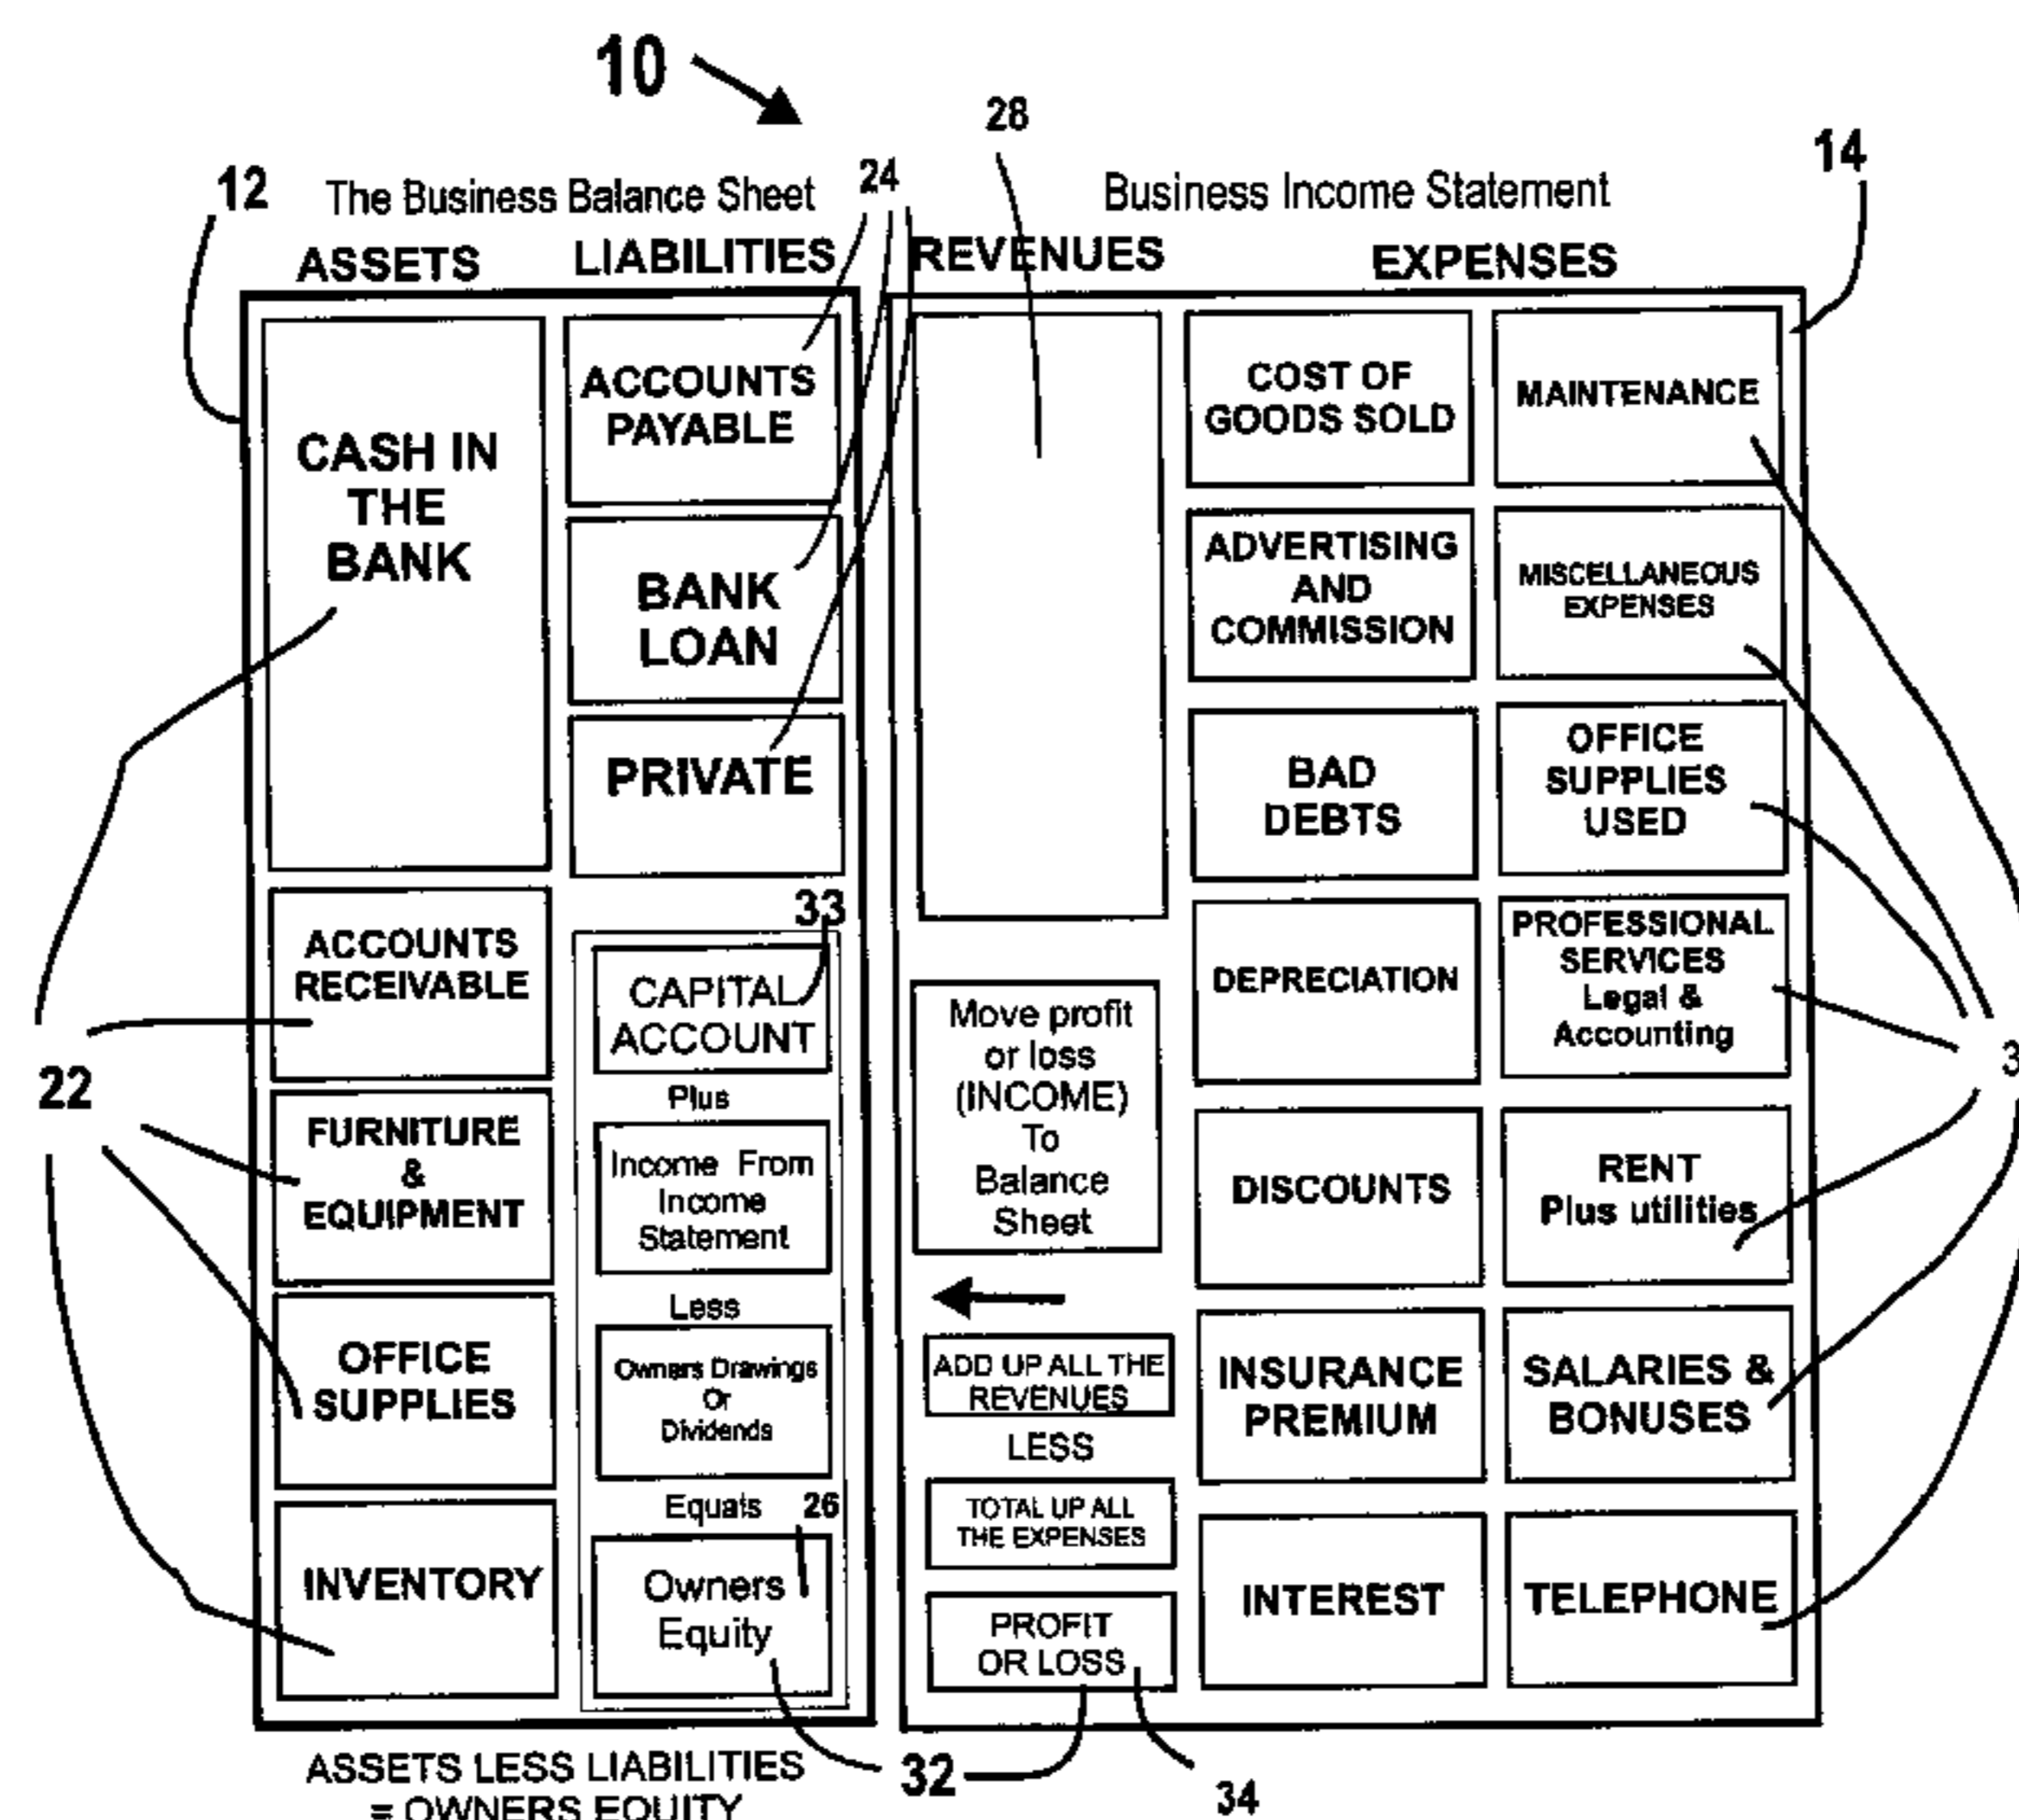 10
28
14
12
The Business Balance Sheet
24
Business Income Statement
ASSETS
LIABILITIES
REVENUES
EXPENSES
CASH IN
THE
BANK
ACCOUNTS
RECEIVABLE
FURNITURE
&
EQUIPMENT
OFFICE
SUPPLIES
INVENTORY
22
ACCOUNTS
PAYABLE
BANK
LOAN
PRIVATE
33
CAPITAL
ACCOUNT
Plus
Income From
Income
Statement
Less
Owners Drawings
Or
Dividends
Equals
26
Owners
Equity
Move profit
or loss
(INCOME)
To
Balance
Sheet
ADD UP ALL THE
REVENUES
LESS
TOTAL UP ALL
THE EXPENSES
PROFIT
OR LOSS
COST OF
GOODS SOLD
ADVERTISING
AND
COMMISSION
BAD
DEBTS
DEPRECIATION
DISCOUNTS
INSURANCE
PREMIUM
INTEREST
MAINTENANCE
MISCELLANEOUS
EXPENSES
OFFICE
SUPPLIES
USED
PROFESSIONAL
SERVICES
Legal &
Accounting
RENT
Plus utilities
SALARIES &
BONUSES
TELEPHONE
3
ASSETS LESS LIABILITIES
= OWNERS EQUITY
32
34